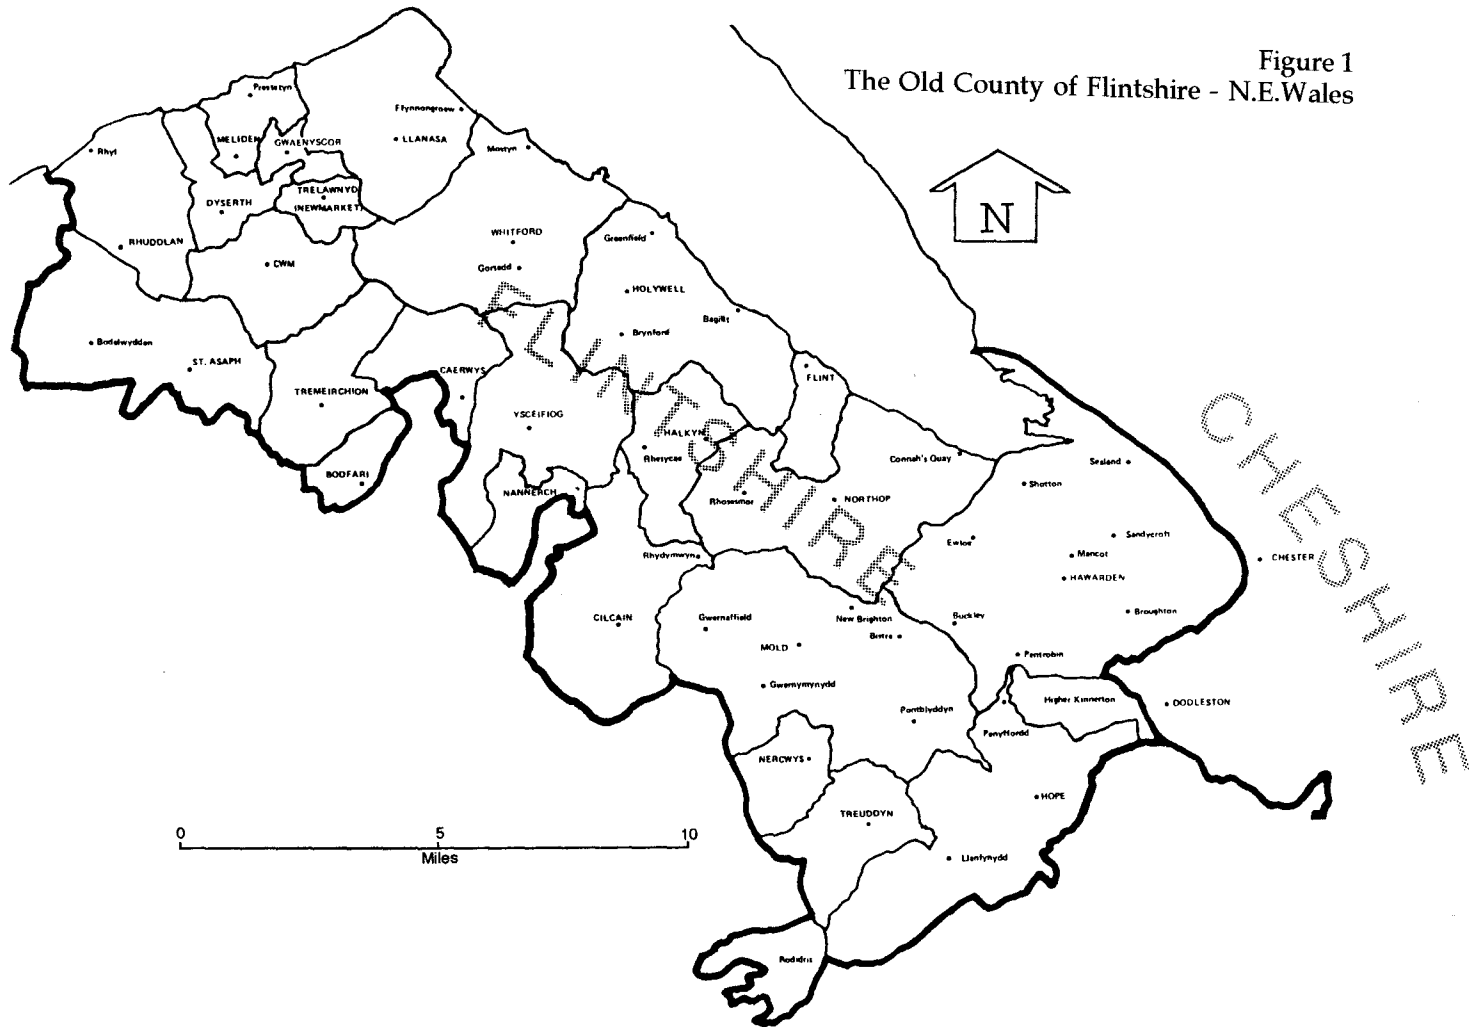 Figure 1
The Old County of Flintshire - N.E.Wales
N
Prestatyn
Ffynnongroew
Rhyl
MELIDEN
GWAENYSCOR
LLANASA
Mostyn
TRELAWNYD
(NEWMARKET)
DYSERTH
RHUDDLAN
CWM
WHITFORD
Gorsedd
Greenfield
HOLYWELL
Brynford
Bagillt
Bodelwydden
ST. ASAPH
TREMEIRCHION
CAERWYS
YSCEIFIOG
FLINT
HALKYN
Rhesycae
BODFARI
NANNERCH
Rhosesmor
NORTHOP
Connah's Quay
Sealand
Shotton
Rhydymwyn
Ewloe
Sandycroft
Mancot
HAWARDEN
CHESTER
CILCAIN
Gwernaffield
New Brighton
Bistre
Buckley
Broughton
MOLD
Pentrobin
Gwernymynydd
Pontblyddyn
Higher Kinnerton
DODLESTON
Penyffordd
NERCWYS
HOPE
TREUDDYN
Llanfynydd
Rodidris
FLINTSHIRE
CHESHIRE
0 5 10
Miles